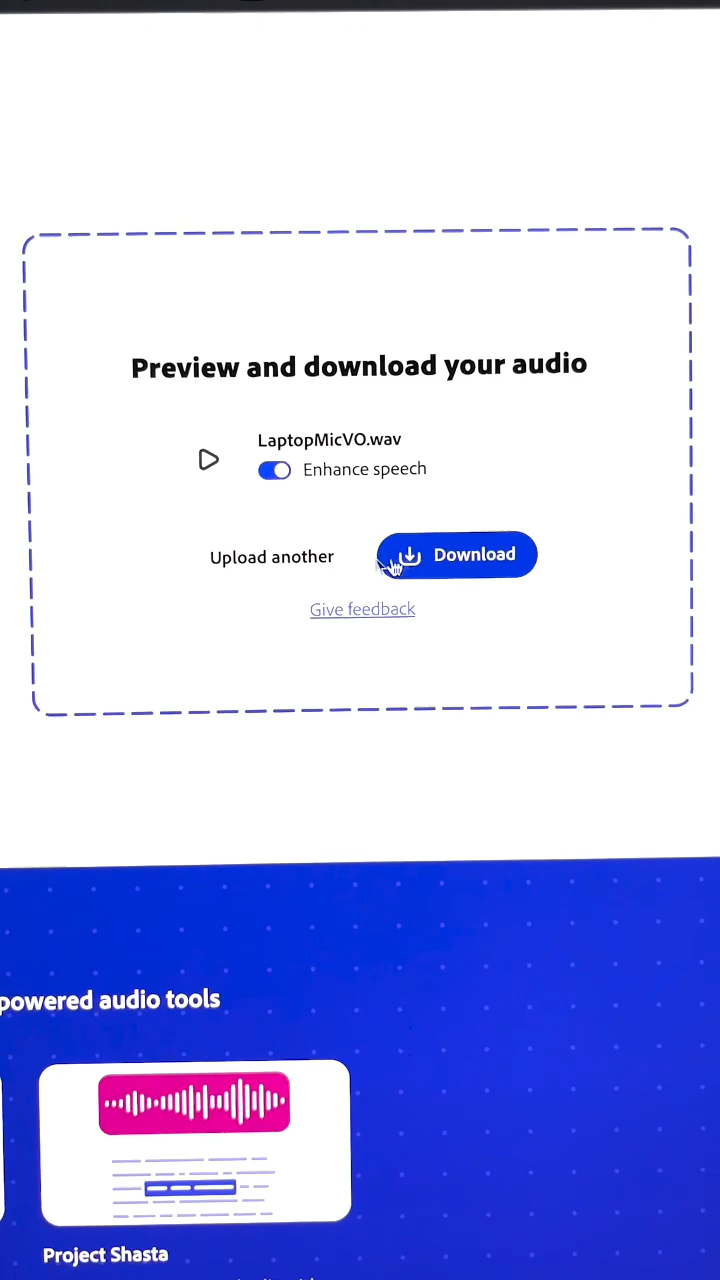 Preview and download your audio
LaptopMicVO.wav
Enhance speech
Upload another
Download
Give feedback
powered audio tools
Project Shasta